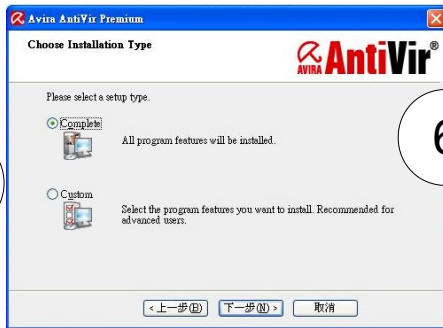 Avira AntiVir Premium
Choose Installation Type
AVIRA AntiVir®
Please select a setup type.
Complete
All program features will be installed.
Custom
Select the program features you want to install. Recommended for
advanced users.
<上一步(B) 下一步(N)> 取消
6